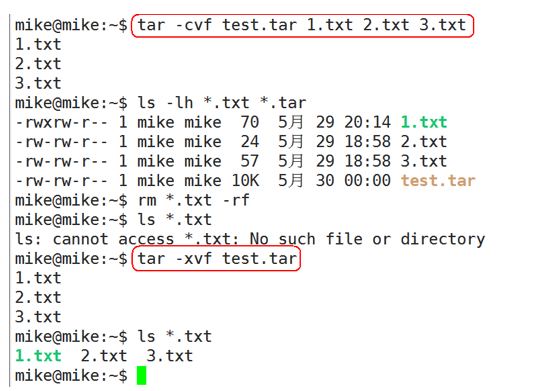 mike@mike:~$ tar -cvf test.tar 1.txt 2.txt 3.txt
1.txt
2.txt
3.txt
mike@mike:~$ ls -lh *.txt *.tar
-rwxrw-r-- 1 mike mike  70  5月 29 20:14 1.txt
-rw-rw-r-- 1 mike mike  24  5月 29 18:58 2.txt
-rw-rw-r-- 1 mike mike  57  5月 29 18:58 3.txt
-rw-rw-r-- 1 mike mike 10K  5月 30 00:00 test.tar
mike@mike:~$ rm *.txt -rf
mike@mike:~$ ls *.txt
ls: cannot access *.txt: No such file or directory
mike@mike:~$ tar -xvf test.tar
1.txt
2.txt
3.txt
mike@mike:~$ ls *.txt
1.txt  2.txt  3.txt
mike@mike:~$